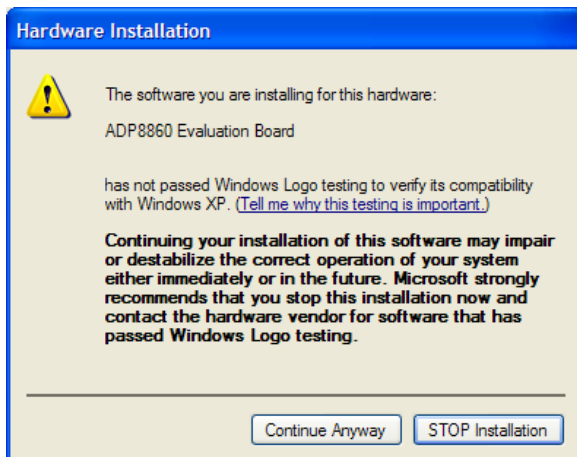 Hardware Installation
The software you are installing for this hardware:
ADP8860 Evaluation Board
has not passed Windows Logo testing to verify its compatibility
with Windows XP. (Tell me why this testing is important.)
Continuing your installation of this software may impair
or destabilize the correct operation of your system
either immediately or in the future. Microsoft strongly
recommends that you stop this installation now and
contact the hardware vendor for software that has
passed Windows Logo testing.
Continue Anyway
STOP Installation